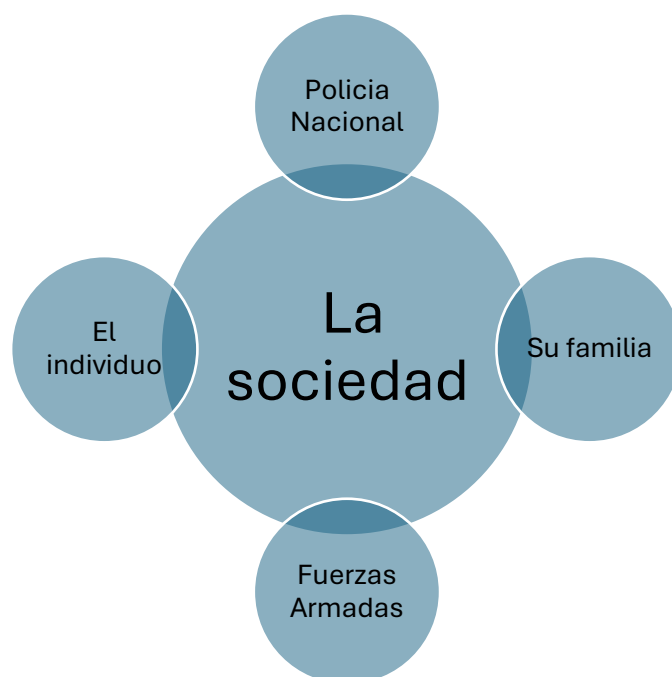 Policia
Nacional
El
individuo
La
sociedad
Su familia
Fuerzas
Armadas